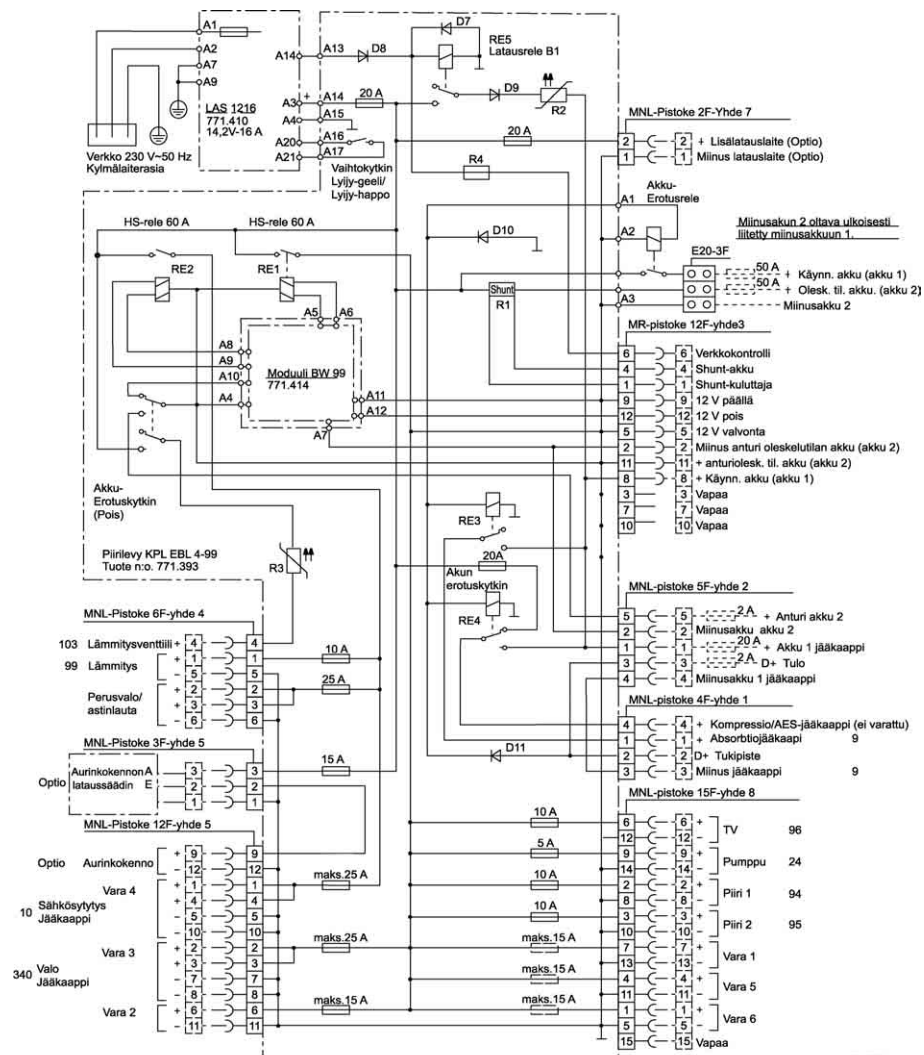 A1
A2
A7
A9
A14
A13
D8
D7
RE5
Latausrele B1
D9
R2
LAS 1216
771.410
14,2V-16 A
A3
+
A14
20 A
A4
A15
A20
A16
A21
A17
Verkko 230 V~50 Hz
Kylmälaiterasia
Vaihtokytkin
Lyijy-geeli/
Lyijy-happo
20 A
R4
MNL-Pistoke 2F-Yhde 7
2 2 + Lisälatauslaite (Optio)
1 1 Miinus latauslaite (Optio)
A1
Akku-
Erotusrele
A2
Miinusakun 2 oltava ulkoisesti
liitetty miinusakkuun 1.
E20-3F
50 A
+ Käynn. akku (akku 1)
50 A
+ Olesk. til. akku. (akku 2)
A3
Miinusakku 2
HS-rele 60 A
HS-rele 60 A
RE2
RE1
D10
Shunt
R1
A5
A6
A8
A9
A10
A4
Moduuli BW 99
771.414
A11
A12
A7
MR-pistoke 12F-yhde3
6 6 Verkkokontrolli
4 4 Shunt-akku
1 1 Shunt-kuluttaja
9 9 12 V päällä
12 12 12 V pois
5 5 12 V valvonta
2 2 Miinus anturi oleskelutilan akku (akku 2)
11 11 + anturiolesk. til. akku (akku 2)
8 8 + Käynn. akku (akku 1)
3 3 Vapaa
7 7 Vapaa
10 10 Vapaa
Akku-
Erotuskytkin
(Pois)
R3
Piirilevy KPL EBL 4-99
Tuote n:o. 771.393
RE3
20A
Akun
erotuskytkin
RE4
D11
MNL-pistoke 5F-yhde 2
5 5 2 A + Anturi akku 2
2 2 Miinusakku akku 2
20 A
1 1 + Akku 1 jääkaappi
2 A
3 3 D+ Tulo
4 4 Miinusakku 1 jääkaappi
MNL-pistoke 4F-yhde 1
4 4 + Kompressio/AES-jääkaappi (ei varattu)
1 1 + Absorbtiojääkaapi 9
2 2 D+ Tukipiste
3 3 Miinus jääkaappi 9
MNL-Pistoke 6F-yhde 4
103 Lämmitysventtiili + 4 4
99 Lämmitys + 1 1 10 A
− 5 5
Perusvalo/
astinlauta
+ 2 2 25 A
+ 3 3
− 6 6
MNL-Pistoke 3F-yhde 5
15 A
Optio
Aurinkokennon A
lataussäädin E
3 3
2 2
1 1
MNL-Pistoke 12F-yhde 5
Optio Aurinkokenno + 9 9
− 12 12
Vara 4 + 1 1 maks.25 A
+ 4 4
10 Sähkösytytys
Jääkaappi
− 5 5
− 10 10
Vara 3 + 2 2 maks.25 A
+ 3 3
340 Valo
Jääkaappi
− 7 7
− 8 8
Vara 2 + 6 6 maks.15 A
− 11 11
MNL-pistoke 15F-yhde 8
10 A 6 6 + TV 96
12 12 −
5 A 9 9 + Pumppu 24
14 14 −
10 A 2 2 + Piiri 1 94
8 8 −
10 A 3 3 + Piiri 2 95
10 10 −
maks.15 A 7 7 + Vara 1
13 13 −
maks.15 A 4 4 + Vara 5
11 11 −
maks.15 A 1 1 + Vara 6
5 5 −
15 15 Vapaa